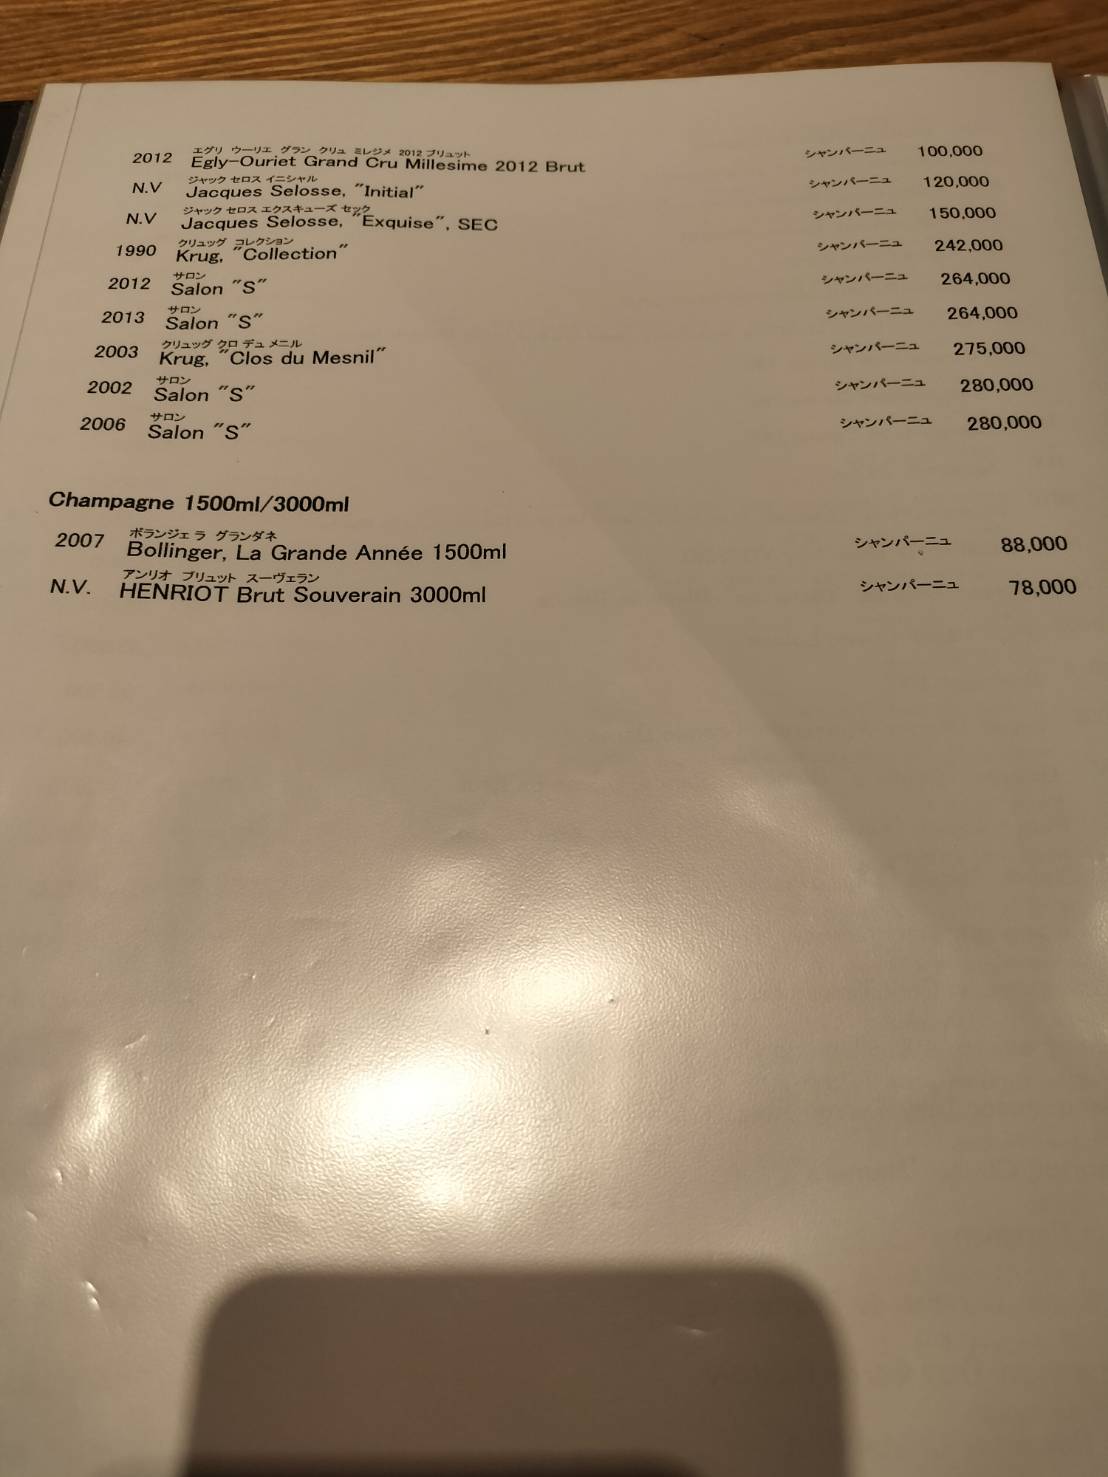 エグリ ウーリエ グラン クリュ ミレジメ 2012 ブリュット
2012 Egly-Ouriet Grand Cru Millesime 2012 Brut シャンパーニュ 100,000
ジャック セロス イニシャル
N.V Jacques Selosse, "Initial" シャンパーニュ 120,000
ジャック セロス エクスキューズ セック
N.V Jacques Selosse, "Exquise", SEC シャンパーニュ 150,000
クリュッグ コレクション
1990 Krug, "Collection" シャンパーニュ 242,000
サロン
2012 Salon "S" シャンパーニュ 264,000
サロン
2013 Salon "S" シャンパーニュ 264,000
クリュッグ クロ デュ メニル
2003 Krug, "Clos du Mesnil" シャンパーニュ 275,000
サロン
2002 Salon "S" シャンパーニュ 280,000
サロン
2006 Salon "S" シャンパーニュ 280,000
Champagne 1500ml/3000ml
ボランジェ ラ グランダネ
2007 Bollinger, La Grande Année 1500ml シャンパーニュ 88,000
アンリオ ブリュット スーヴェラン
N.V. HENRIOT Brut Souverain 3000ml シャンパーニュ 78,000